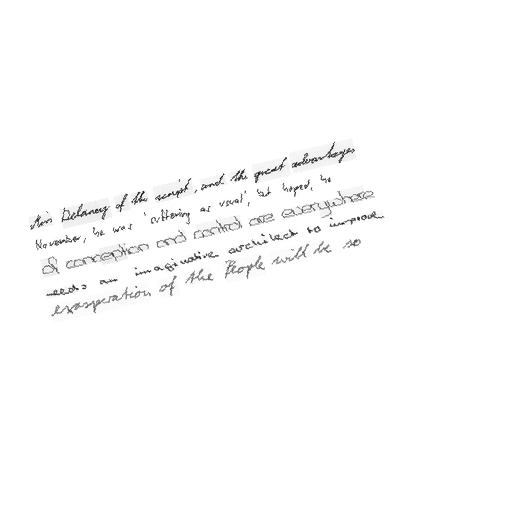 Miss Delaney of the script, and the great advantages
November, he was 'actioning as usual', but hoped, he
of conception and control are everywhere
needs an imaginative architect to improve
exasperation of the People will be so